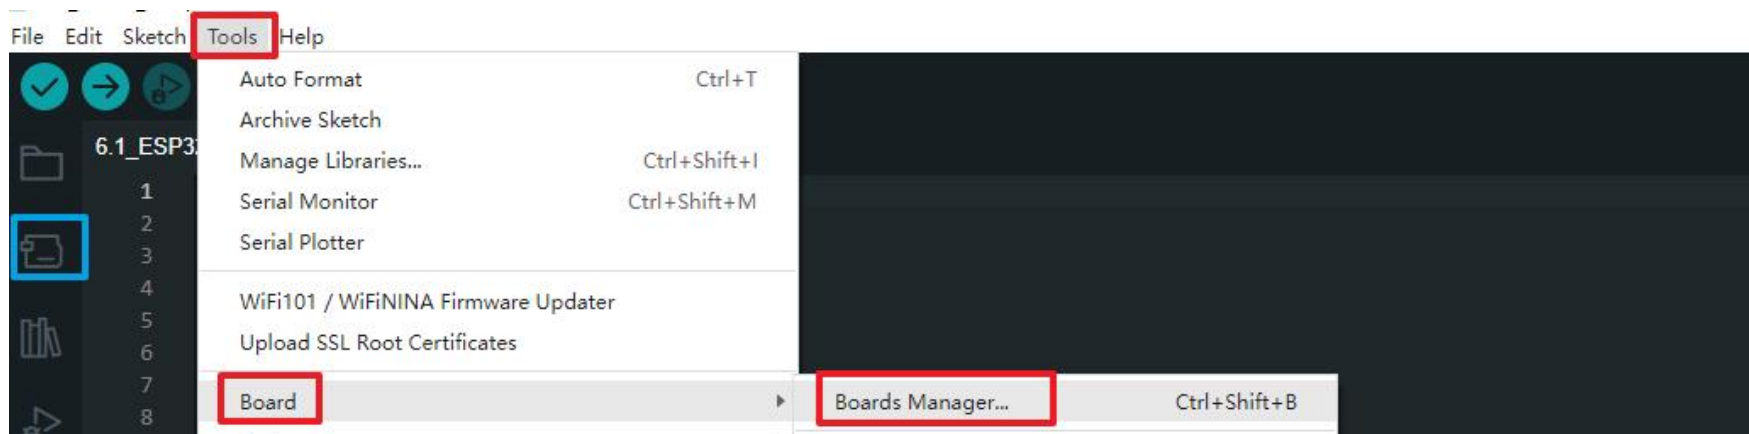 File Edit Sketch Tools Help
Auto Format Ctrl+T
Archive Sketch
6.1_ESP32
Manage Libraries... Ctrl+Shift+I
1
Serial Monitor Ctrl+Shift+M
2
Serial Plotter
3
4
WiFi101 / WiFiNINA Firmware Updater
5
Upload SSL Root Certificates
6
7
Board
Boards Manager... Ctrl+Shift+B
8